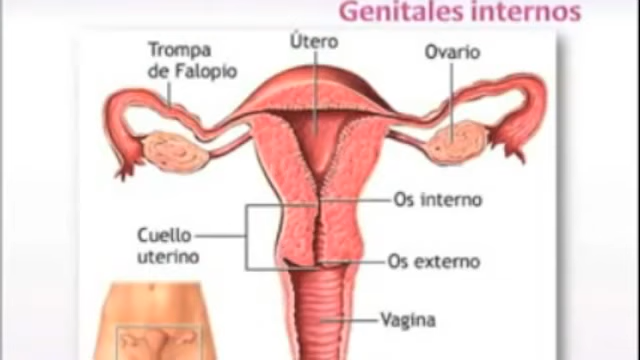 Genitales internos
Trompa
de Falopio
Útero
Ovario
Os interno
Cuello
uterino
Os externo
Vagina